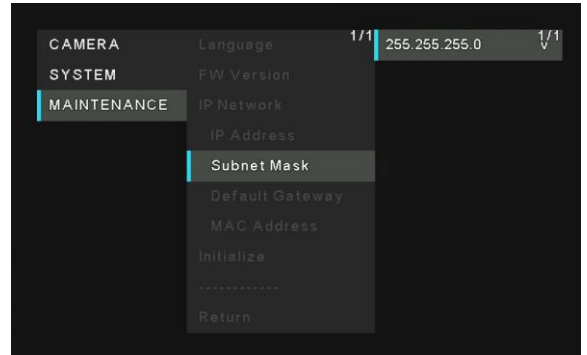 CAMERA
SYSTEM
MAINTENANCE
Language 1/1
FW Version
IP Network
IP Address
Subnet Mask
Default Gateway
MAC Address
Initialize
------------
Return
255.255.255.0 1/1